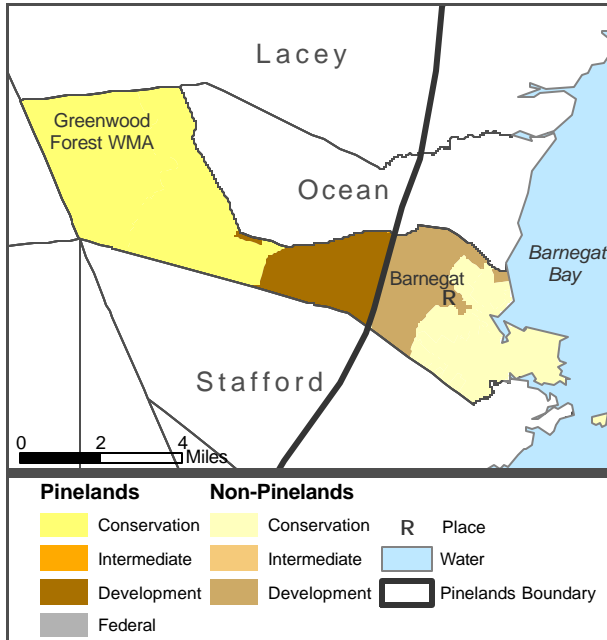 Lacey
Greenwood
Forest WMA
Ocean
Barnegat
Bay
Barnegat
R
Stafford
0 2 4
Miles
Pinelands Non-Pinelands
Conservation Conservation R Place
Intermediate Intermediate Water
Development Development Pinelands Boundary
Federal